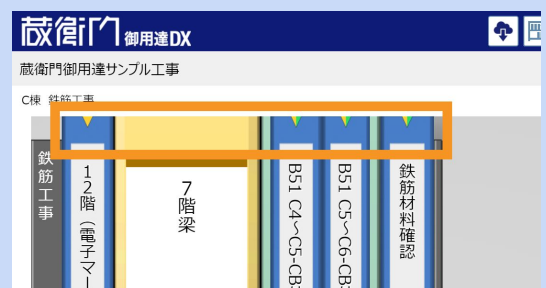 蔵衛門御用達DX
蔵衛門御用達サンプル工事
C棟 鉄筋工事
鉄筋工事
12階（電子マー
7階梁
B51 C4～C5-CB
B51 C5～C6-CB
鉄筋材料確認